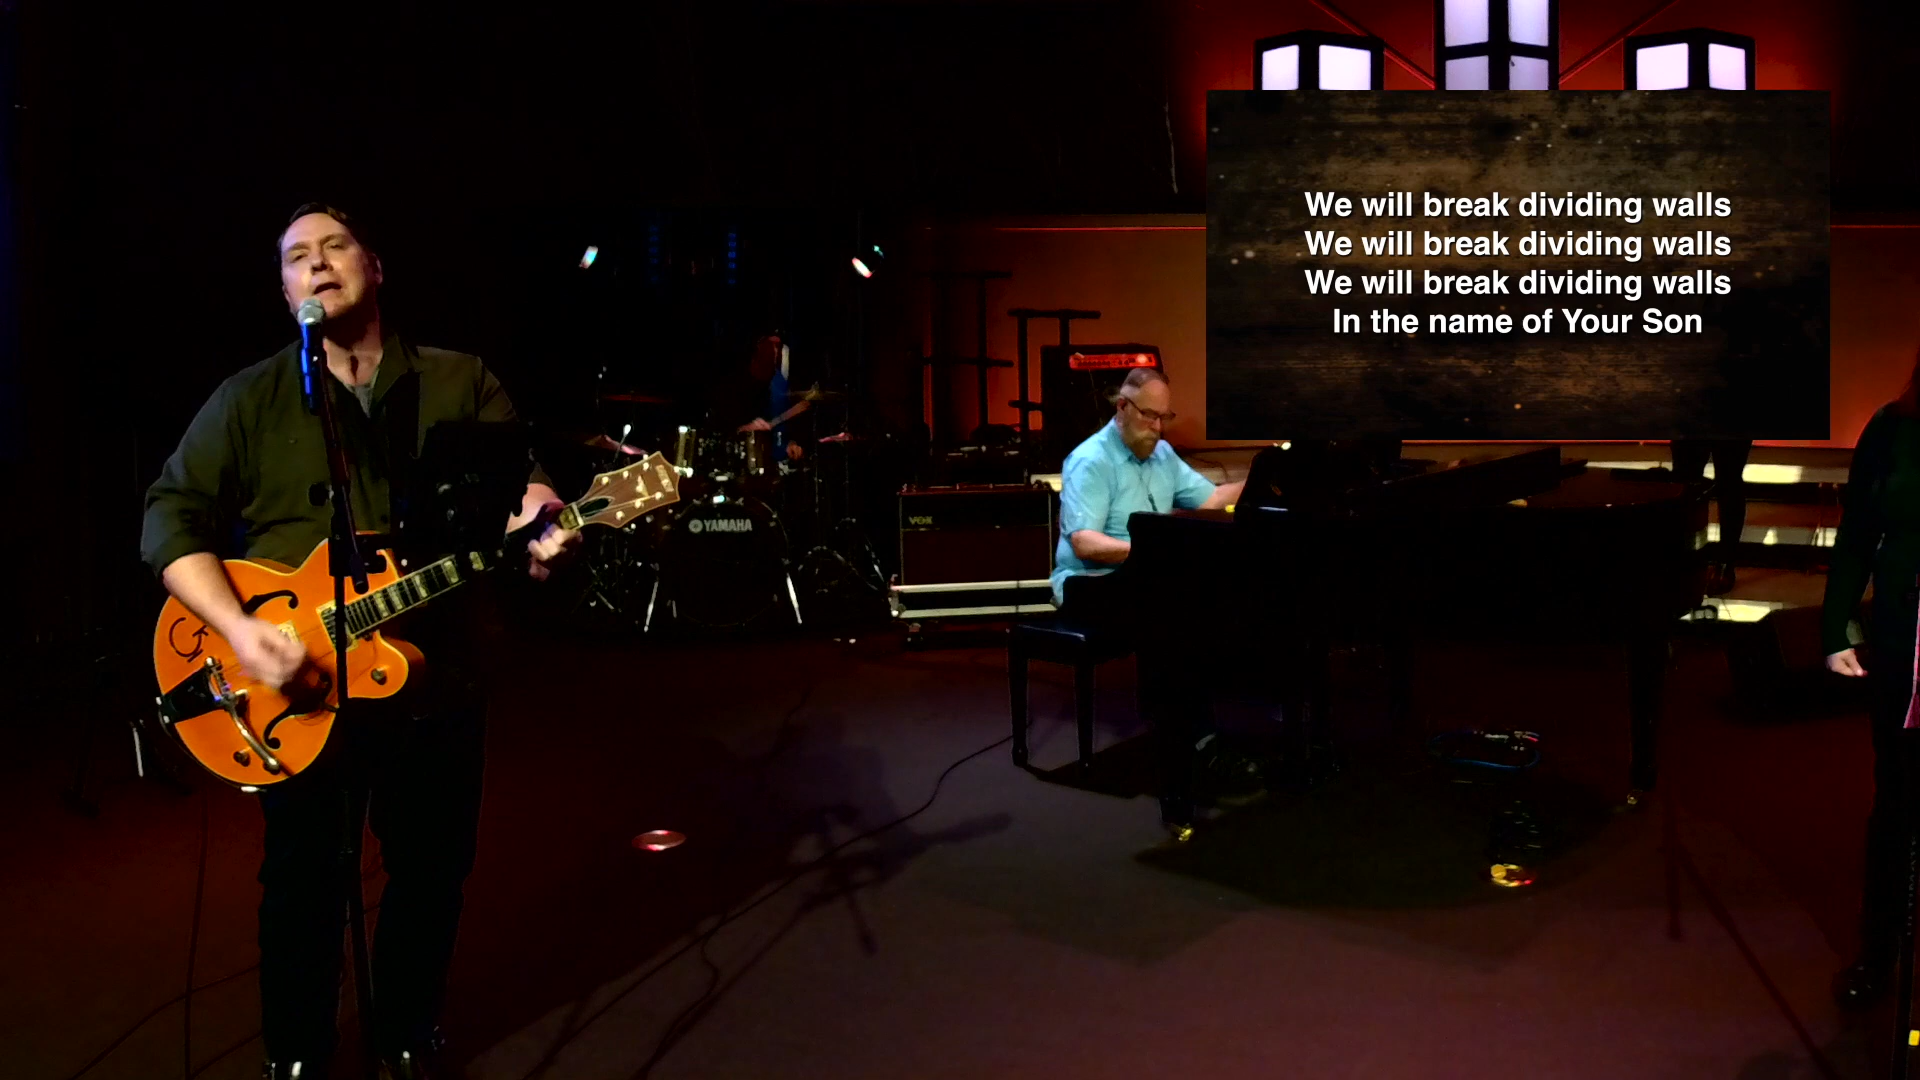 We will break dividing walls
We will break dividing walls
We will break dividing walls
In the name of Your Son
YAMAHA
VOX